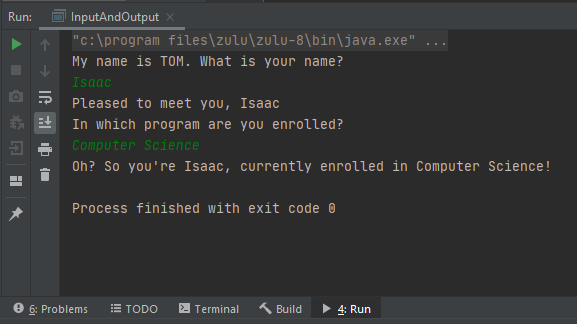 Run: InputAndOutput ×
"c:\program files\zulu\zulu-8\bin\java.exe" ...
My name is TOM. What is your name?
Isaac
Pleased to meet you, Isaac
In which program are you enrolled?
Computer Science
Oh? So you're Isaac, currently enrolled in Computer Science!
Process finished with exit code 0
6: Problems TODO Terminal Build 4: Run